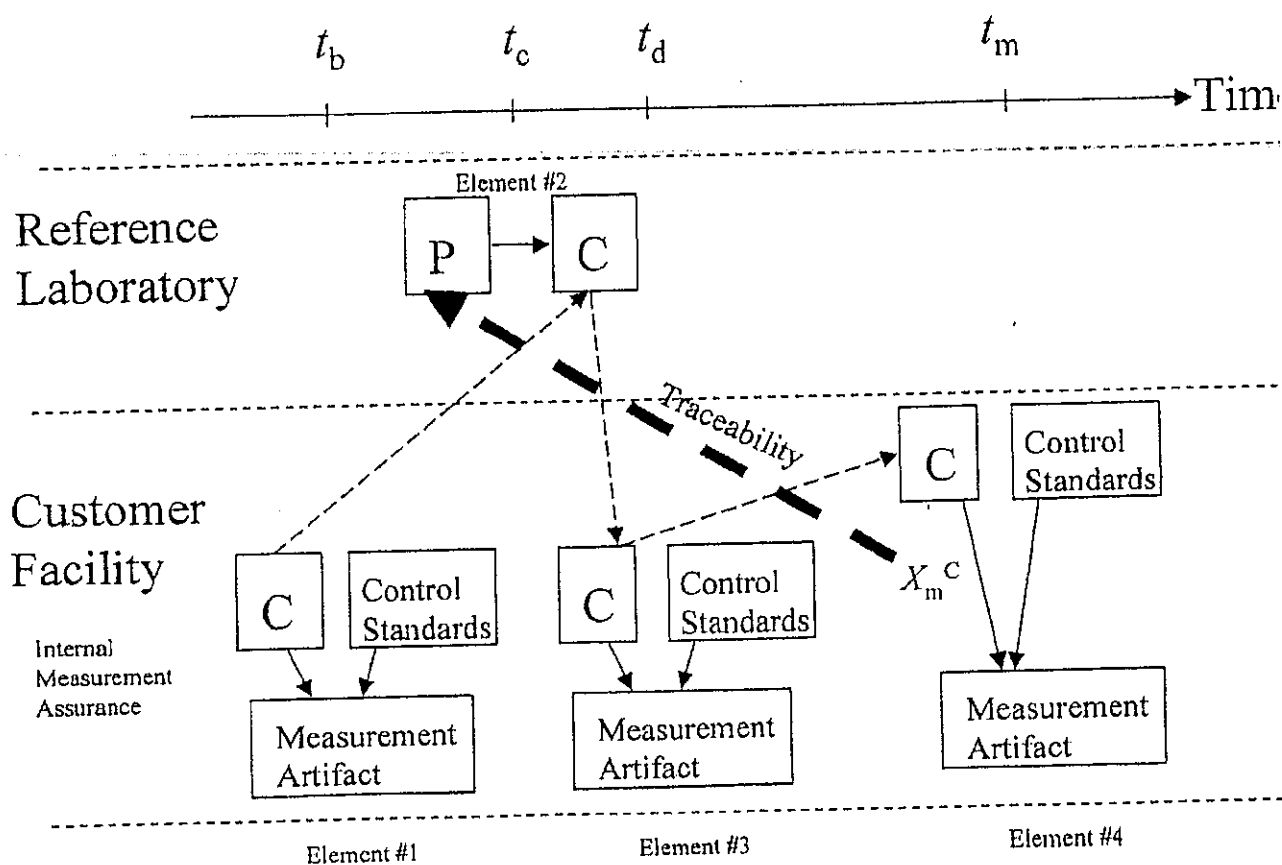 t_b t_c t_d t_m
Tim
Element #2
Reference
Laboratory
P
C
Traceability
C
Control
Standards
Customer
Facility
C
Control
Standards
C
Control
Standards
X_m^C
Internal
Measurement
Assurance
Measurement
Artifact
Measurement
Artifact
Measurement
Artifact
Element #1
Element #3
Element #4